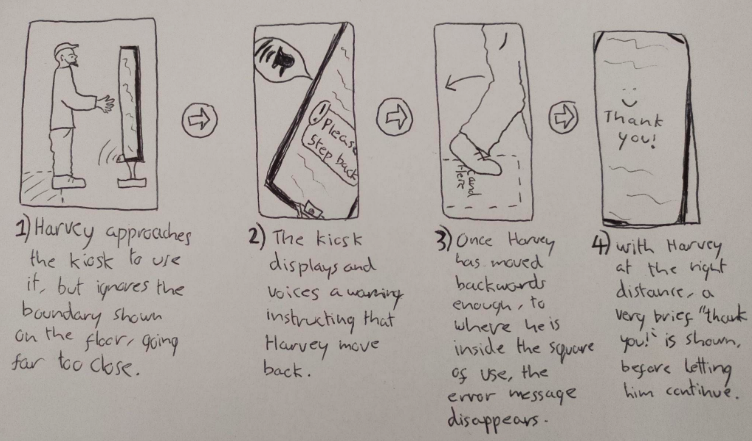 ! Please
step back
Stand
Here
Thank
you!
1) Harvey approaches
the kiosk to use
it, but ignores the
boundary shown
on the floor, going
far too close.
2) The kiosk
displays and
voices a warning
instructing that
Harvey move
back.
3) Once Harvey
has moved
backwards
enough, to
where he is
inside the square
of use, the
error message
disappears.
4) with Harvey
at the right
distance, a
very brief "thank
you!" is shown,
before letting
him continue.